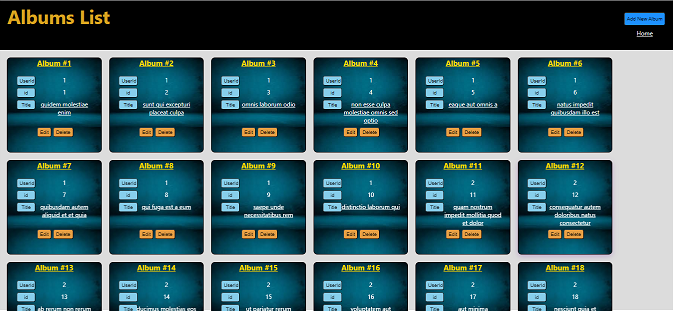 Albums List
Add New Album
Home
Album #1
UserId 1
id 1
Title quidem molestiae
enim
Edit Delete
Album #2
UserId 1
id 2
Title sunt qui excepturi
placeat culpa
Edit Delete
Album #3
UserId 1
id 3
Title omnis laborum odio
Edit Delete
Album #4
UserId 1
id 4
Title non esse culpa
molestiae omnis sed
optio
Edit Delete
Album #5
UserId 1
id 5
Title eaque aut omnis a
Edit Delete
Album #6
UserId 1
id 6
Title natus impedit
quibusdam illo est
Edit Delete
Album #7
UserId 1
id 7
Title quibusdam autem
aliquid et et quia
Edit Delete
Album #8
UserId 1
id 8
Title qui fuga est a eum
Edit Delete
Album #9
UserId 1
id 9
Title saepe unde
necessitatibus rem
Edit Delete
Album #10
UserId 1
id 10
Title distinctio laborum qui
Edit Delete
Album #11
UserId 2
id 11
Title quam nostrum
impedit mollitia quod
et dolor
Edit Delete
Album #12
UserId 2
id 12
Title consequatur autem
doloribus natus
consectetur
Edit Delete
Album #13
UserId 2
id 13
Title ab rerum non rerum
Album #14
UserId 2
id 14
Title ducimus molestias eos
Album #15
UserId 2
id 15
Title ut pariatur rerum
Album #16
UserId 2
id 16
Title voluptatem aut
Album #17
UserId 2
id 17
Title aut minima
Album #18
UserId 2
id 18
Title nesciunt quia et